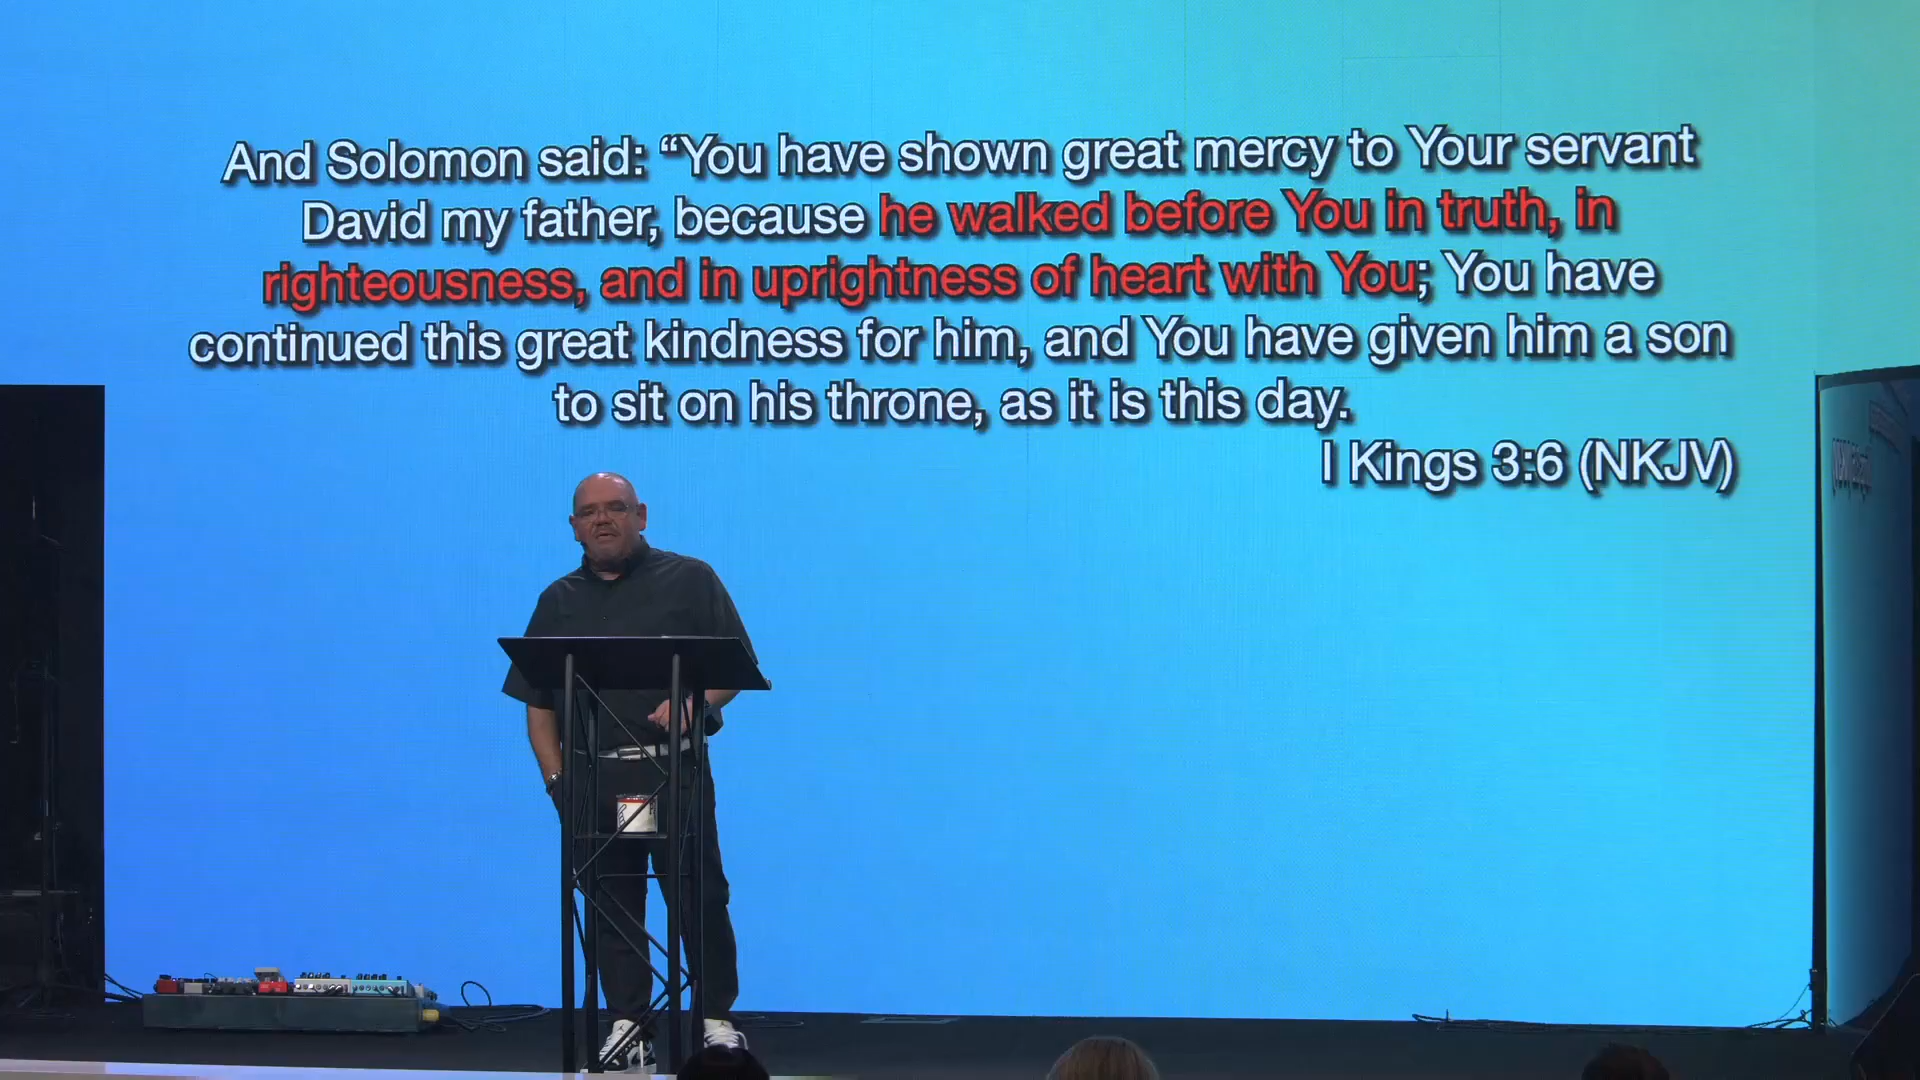 And Solomon said: “You have shown great mercy to Your servant
David my father, because he walked before You in truth, in
righteousness, and in uprightness of heart with You; You have
continued this great kindness for him, and You have given him a son
to sit on his throne, as it is this day.
I Kings 3:6 (NKJV)